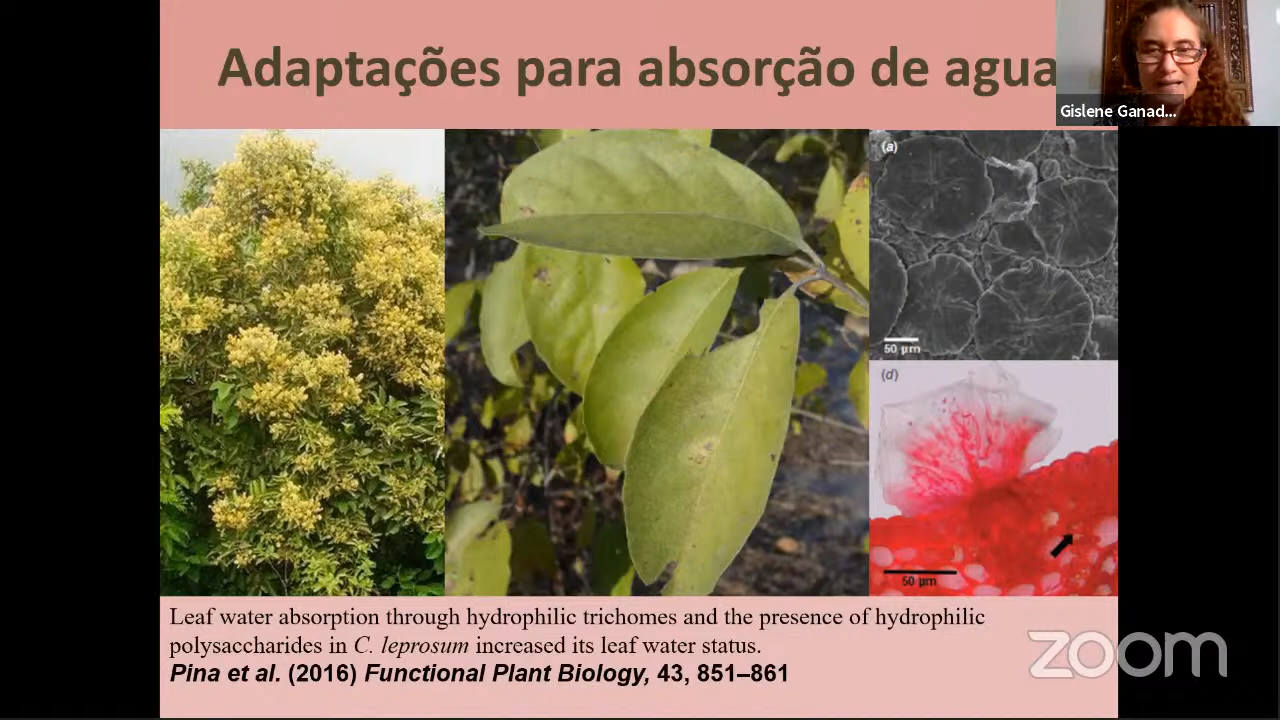 Adaptações para absorção de agua
Gislene Ganad...
(a)
50 µm
(d)
50 µm
Leaf water absorption through hydrophilic trichomes and the presence of hydrophilic
polysaccharides in C. leprosum increased its leaf water status.
Pina et al. (2016) Functional Plant Biology, 43, 851–861
zoom